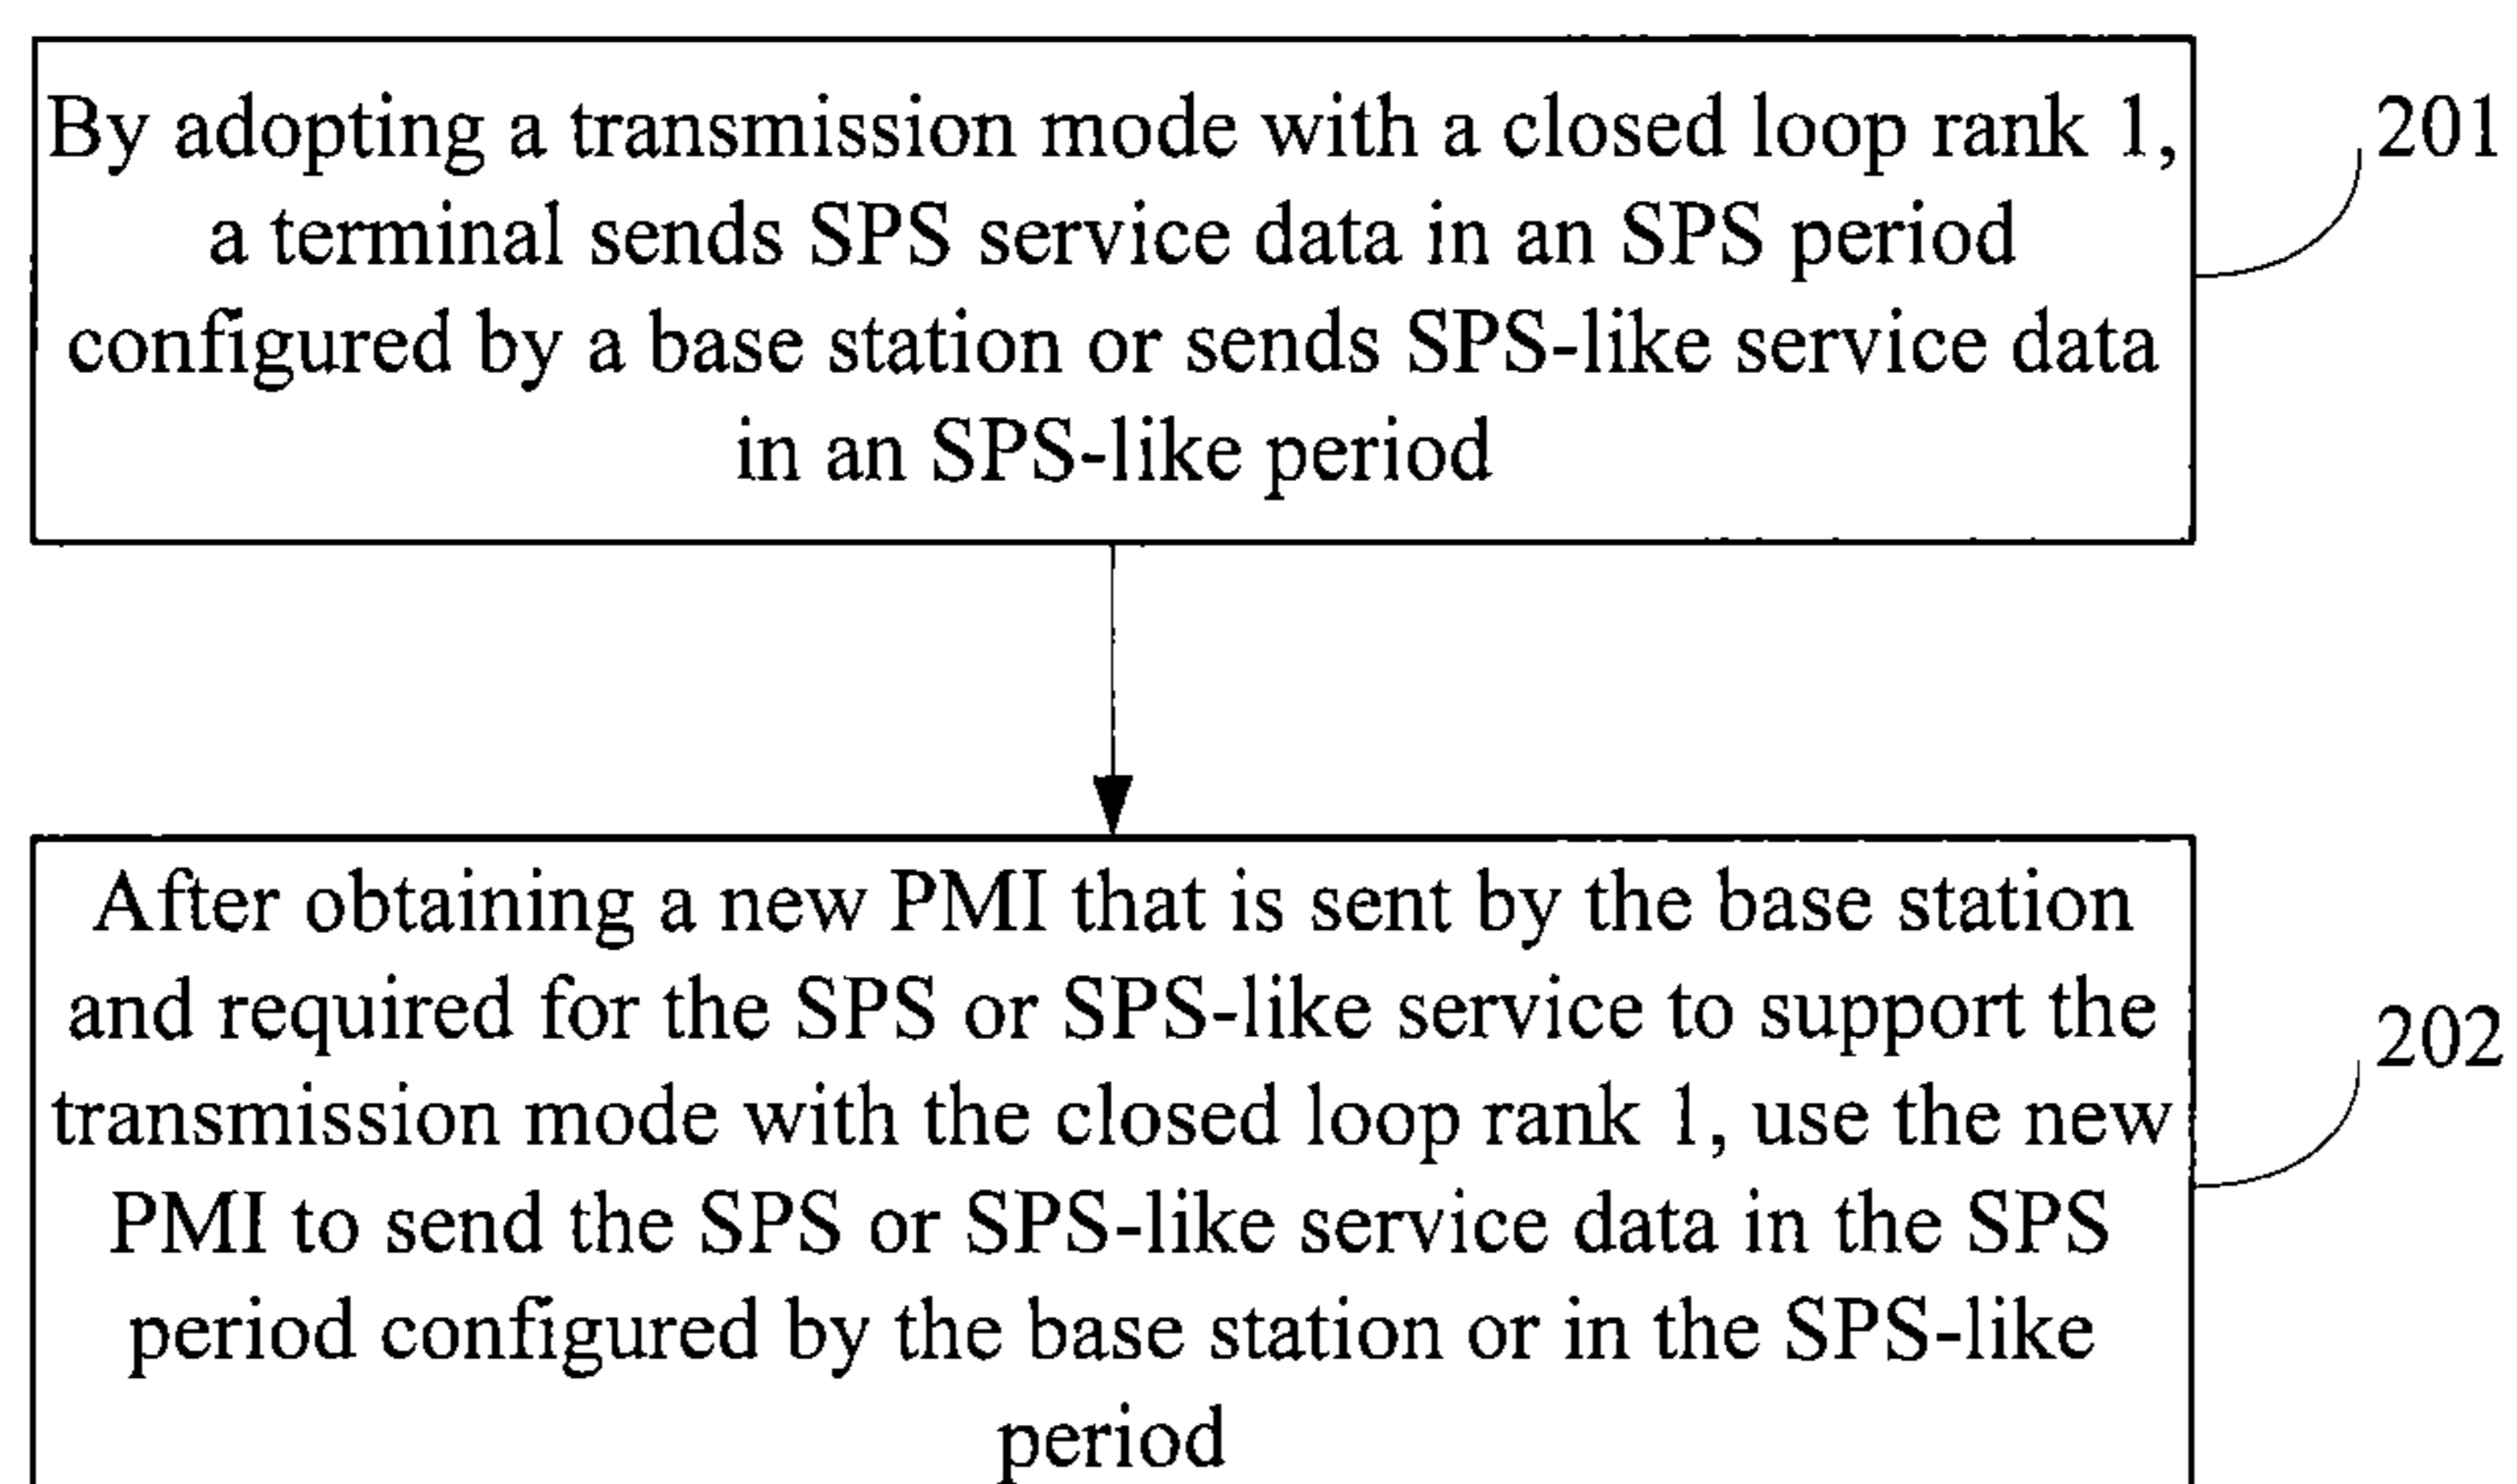 By adopting a transmission mode with a closed loop rank 1,
a terminal sends SPS service data in an SPS period
configured by a base station or sends SPS-like service data
in an SPS-like period
201
After obtaining a new PMI that is sent by the base station
and required for the SPS or SPS-like service to support the
transmission mode with the closed loop rank 1, use the new
PMI to send the SPS or SPS-like service data in the SPS
period configured by the base station or in the SPS-like
period
202